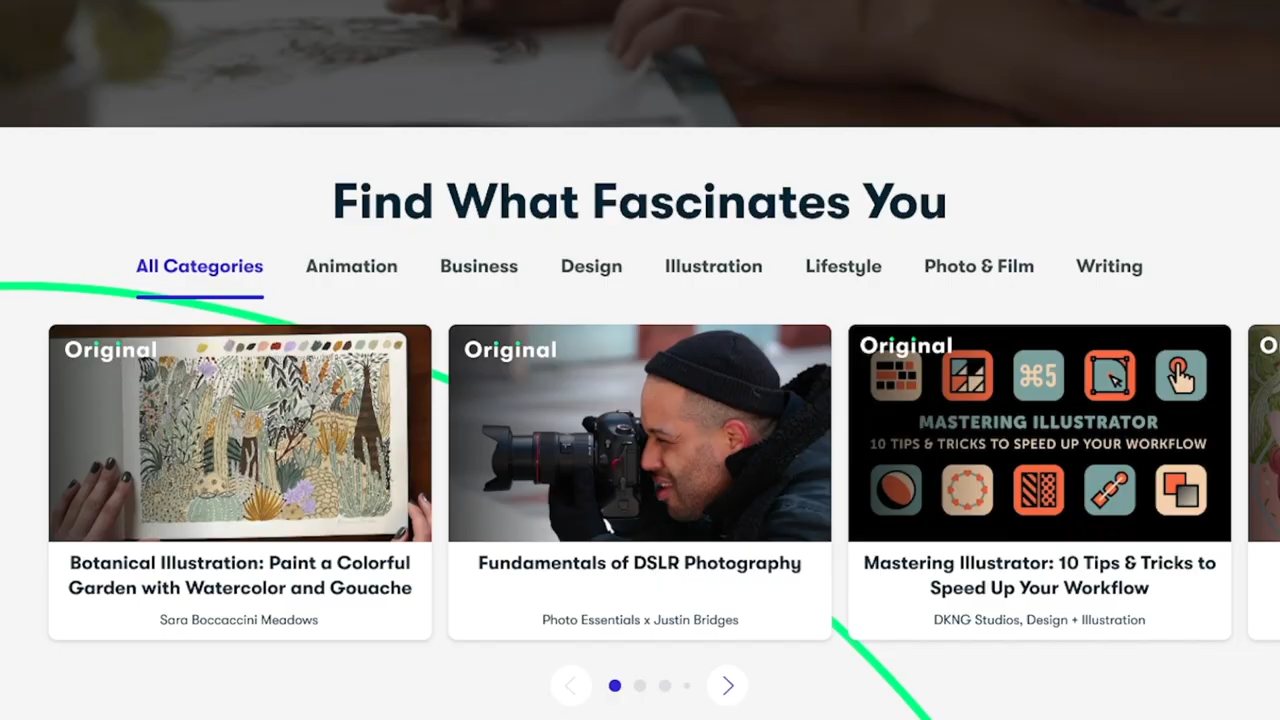 Find What Fascinates You
All Categories Animation Business Design Illustration Lifestyle Photo & Film Writing
Original
Original
Original
⌘5
MASTERING ILLUSTRATOR
10 TIPS & TRICKS TO SPEED UP YOUR WORKFLOW
Botanical Illustration: Paint a Colorful
Garden with Watercolor and Gouache
Sara Boccaccini Meadows
Fundamentals of DSLR Photography
Photo Essentials x Justin Bridges
Mastering Illustrator: 10 Tips & Tricks to
Speed Up Your Workflow
DKNG Studios, Design + Illustration